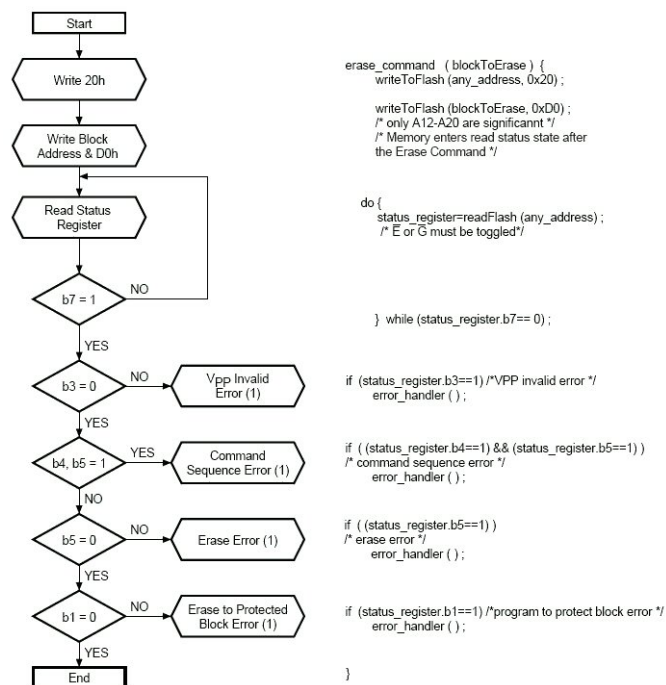 Start
Write 20h
Write Block
Address & D0h
Read Status
Register
b7 = 1
NO
YES
b3 = 0
NO
VPP Invalid
Error (1)
YES
b4, b5 = 1
YES
Command
Sequence Error (1)
NO
b5 = 0
NO
Erase Error (1)
YES
b1 = 0
NO
Erase to Protected
Block Error (1)
YES
End
erase_command ( blockToErase ) {
writeToFlash (any_address, 0x20) ;
writeToFlash (blockToErase, 0xD0) ;
/* only A12-A20 are significannt */
/* Memory enters read status state after
the Erase Command */
do {
status_register=readFlash (any_address) ;
/* E̅ or G̅ must be toggled*/
} while (status_register.b7== 0) ;
if (status_register.b3==1) /*VPP invalid error */
error_handler ( ) ;
if ( (status_register.b4==1) && (status_register.b5==1) )
/* command sequence error */
error_handler ( ) ;
if ( (status_register.b5==1) )
/* erase error */
error_handler ( ) ;
if (status_register.b1==1) /*program to protect block error */
error_handler ( ) ;
}